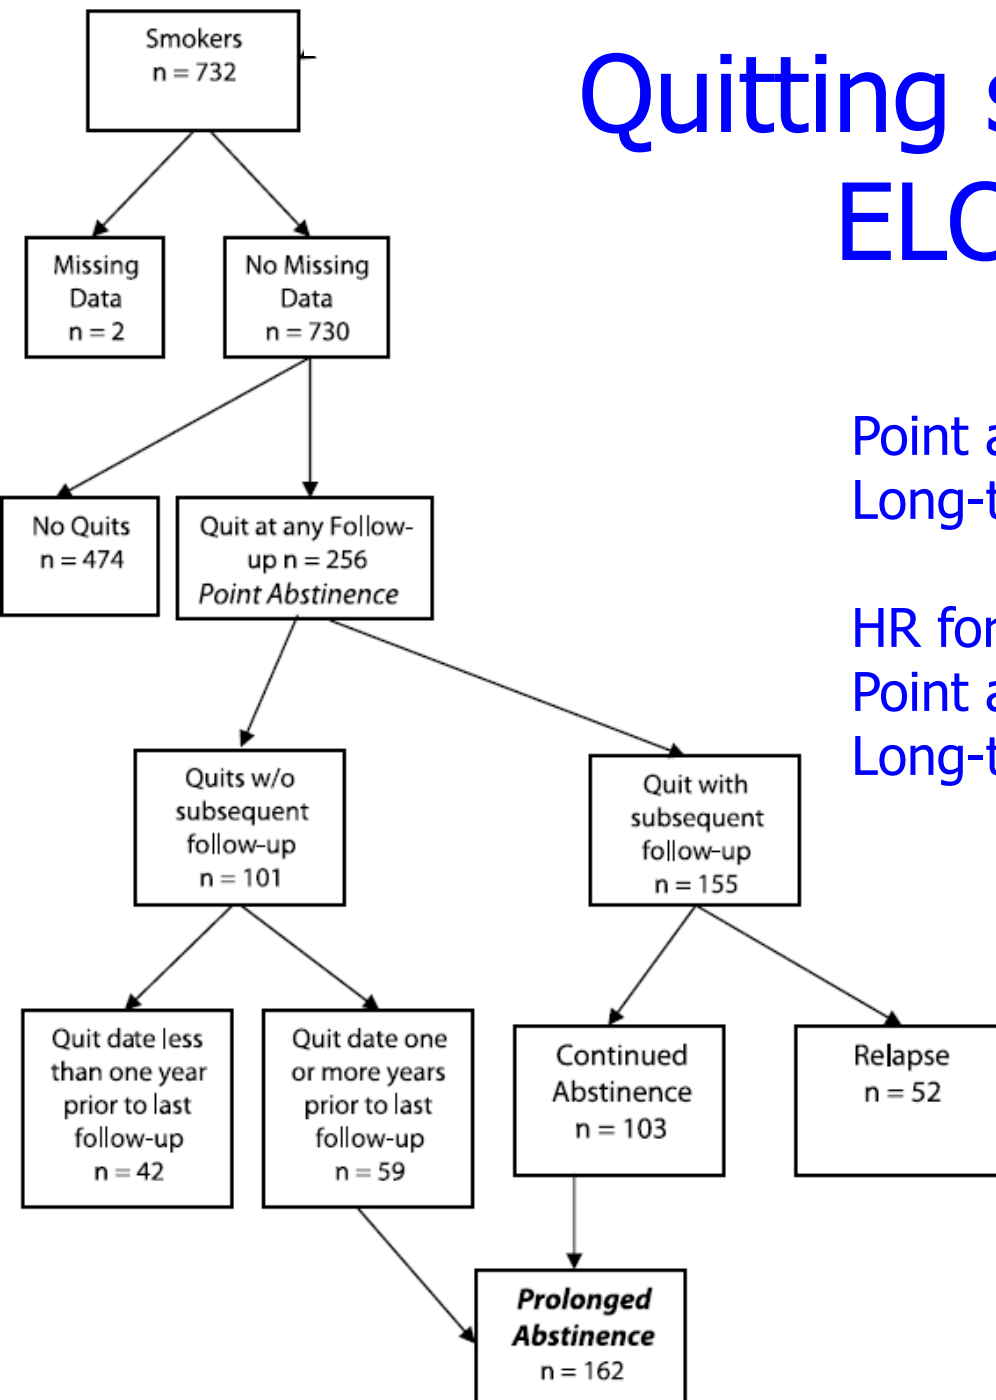 Smokers
n = 732
Quitting s
ELC
Missing
Data
n = 2
No Missing
Data
n = 730
Point a
Long-t
No Quits
n = 474
Quit at any Follow-
up n = 256
Point Abstinence
HR for
Point a
Long-t
Quits w/o
subsequent
follow-up
n = 101
Quit with
subsequent
follow-up
n = 155
Quit date less
than one year
prior to last
follow-up
n = 42
Quit date one
or more years
prior to last
follow-up
n = 59
Continued
Abstinence
n = 103
Relapse
n = 52
Prolonged
Abstinence
n = 162